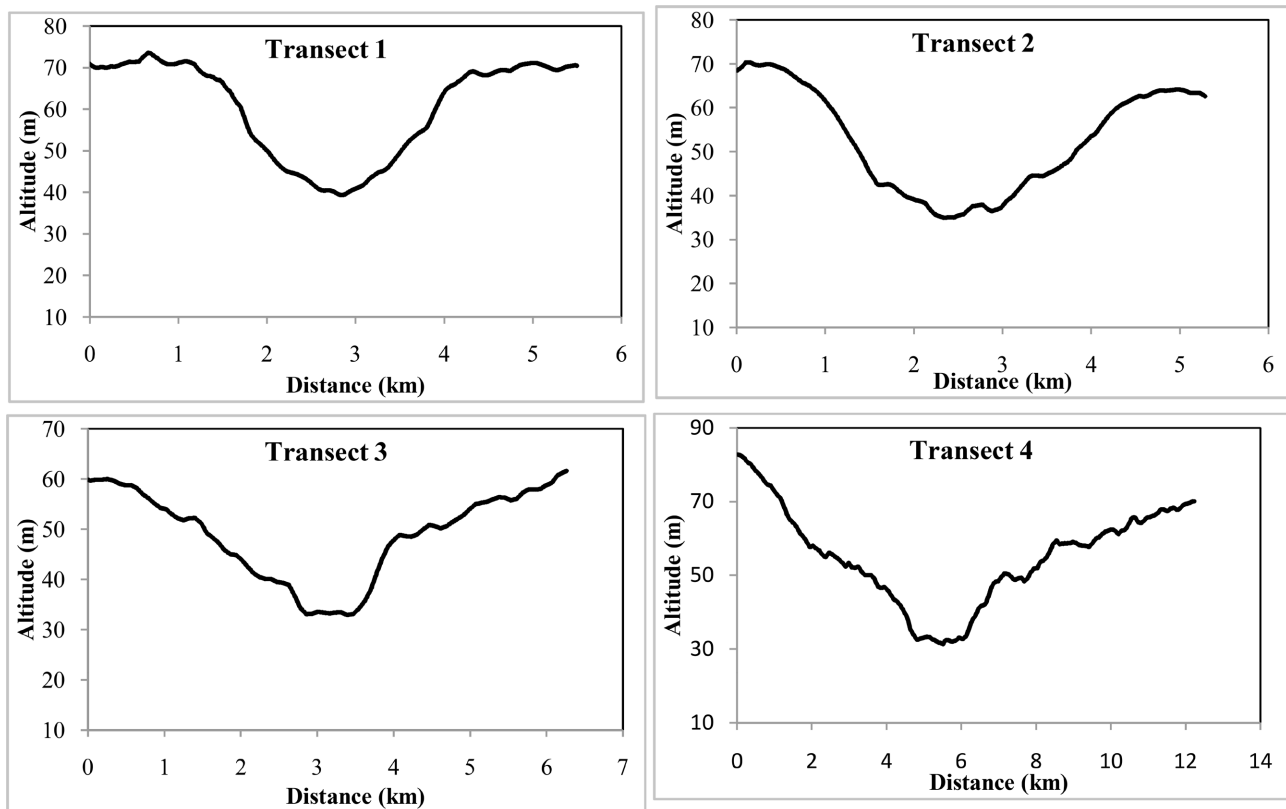 Transect 1
80
70
60
50
40
30
20
10
Altitude (m)
0 1 2 3 4 5 6
Distance (km)
Transect 2
80
70
60
50
40
30
20
10
Altitude (m)
0 1 2 3 4 5 6
Distance (km)
Transect 3
70
60
50
40
30
20
10
Altitude (m)
0 1 2 3 4 5 6 7
Distance (km)
Transect 4
90
70
50
30
10
Altitude (m)
0 2 4 6 8 10 12 14
Distance (km)